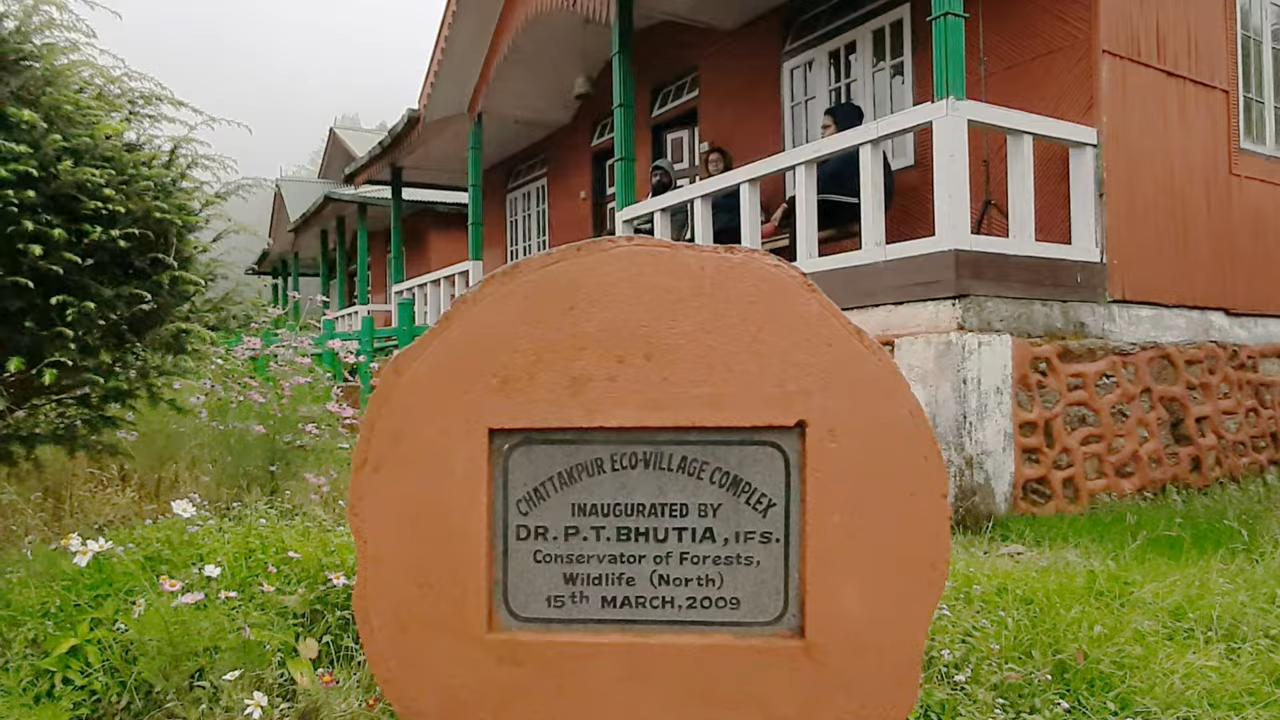 CHATTAKPUR ECO-VILLAGE COMPLEX
INAUGURATED BY
DR. P.T. BHUTIA, IFS.
Conservator of Forests,
Wildlife (North)
15th MARCH, 2009